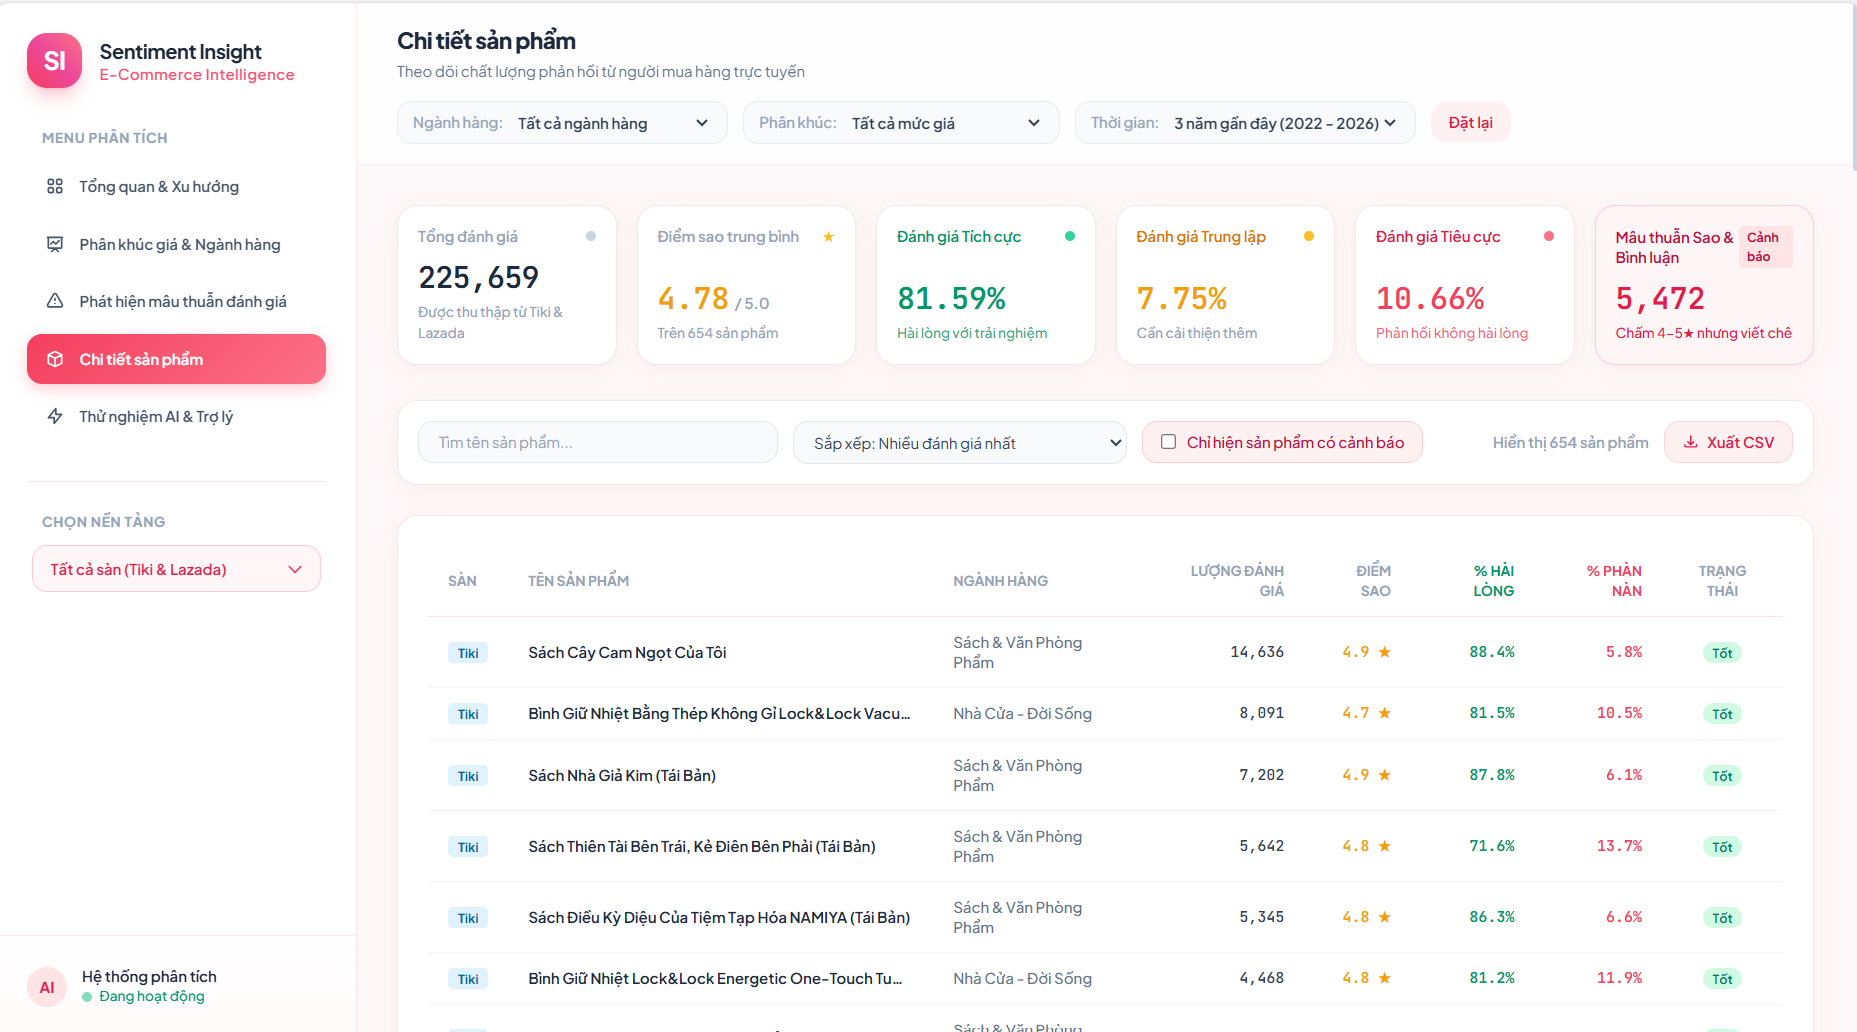 SI
Sentiment Insight
E-Commerce Intelligence
MENU PHÂN TÍCH
Tổng quan & Xu hướng
Phân khúc giá & Ngành hàng
Phát hiện mâu thuẫn đánh giá
Chi tiết sản phẩm
Thử nghiệm AI & Trợ lý
CHỌN NỀN TẢNG
Tất cả sàn (Tiki & Lazada)
AI
Hệ thống phân tích
Đang hoạt động
Chi tiết sản phẩm
Theo dõi chất lượng phản hồi từ người mua hàng trực tuyến
Ngành hàng: Tất cả ngành hàng
Phân khúc: Tất cả mức giá
Thời gian: 3 năm gần đây (2022 - 2026)
Đặt lại
Tổng đánh giá
225,659
Được thu thập từ Tiki &
Lazada
Điểm sao trung bình ★
4.78 / 5.0
Trên 654 sản phẩm
Đánh giá Tích cực
81.59%
Hài lòng với trải nghiệm
Đánh giá Trung lập
7.75%
Cần cải thiện thêm
Đánh giá Tiêu cực
10.66%
Phản hồi không hài lòng
Mâu thuẫn Sao &
Bình luận
Cảnh
báo
5,472
Chấm 4-5★ nhưng viết chê
Tìm tên sản phẩm...
Sắp xếp: Nhiều đánh giá nhất
Chỉ hiện sản phẩm có cảnh báo
Hiển thị 654 sản phẩm
Xuất CSV
SÀN
TÊN SẢN PHẨM
NGÀNH HÀNG
LƯỢNG ĐÁNH
GIÁ
ĐIỂM
SAO
% HÀI
LÒNG
% PHÀN
NÀN
TRẠNG
THÁI
Tiki
Sách Cây Cam Ngọt Của Tôi
Sách & Văn Phòng
Phẩm
14,636
4.9 ★
88.4%
5.8%
Tốt
Tiki
Bình Giữ Nhiệt Bằng Thép Không Gỉ Lock&Lock Vacu...
Nhà Cửa - Đời Sống
8,091
4.7 ★
81.5%
10.5%
Tốt
Tiki
Sách Nhà Giả Kim (Tái Bản)
Sách & Văn Phòng
Phẩm
7,202
4.9 ★
87.8%
6.1%
Tốt
Tiki
Sách Thiên Tài Bên Trái, Kẻ Điên Bên Phải (Tái Bản)
Sách & Văn Phòng
Phẩm
5,642
4.8 ★
71.6%
13.7%
Tốt
Tiki
Sách Điều Kỳ Diệu Của Tiệm Tạp Hóa NAMIYA (Tái Bản)
Sách & Văn Phòng
Phẩm
5,345
4.8 ★
86.3%
6.6%
Tốt
Tiki
Bình Giữ Nhiệt Lock&Lock Energetic One-Touch Tu...
Nhà Cửa - Đời Sống
4,468
4.8 ★
81.2%
11.9%
Tốt
Sách & Văn Phòng